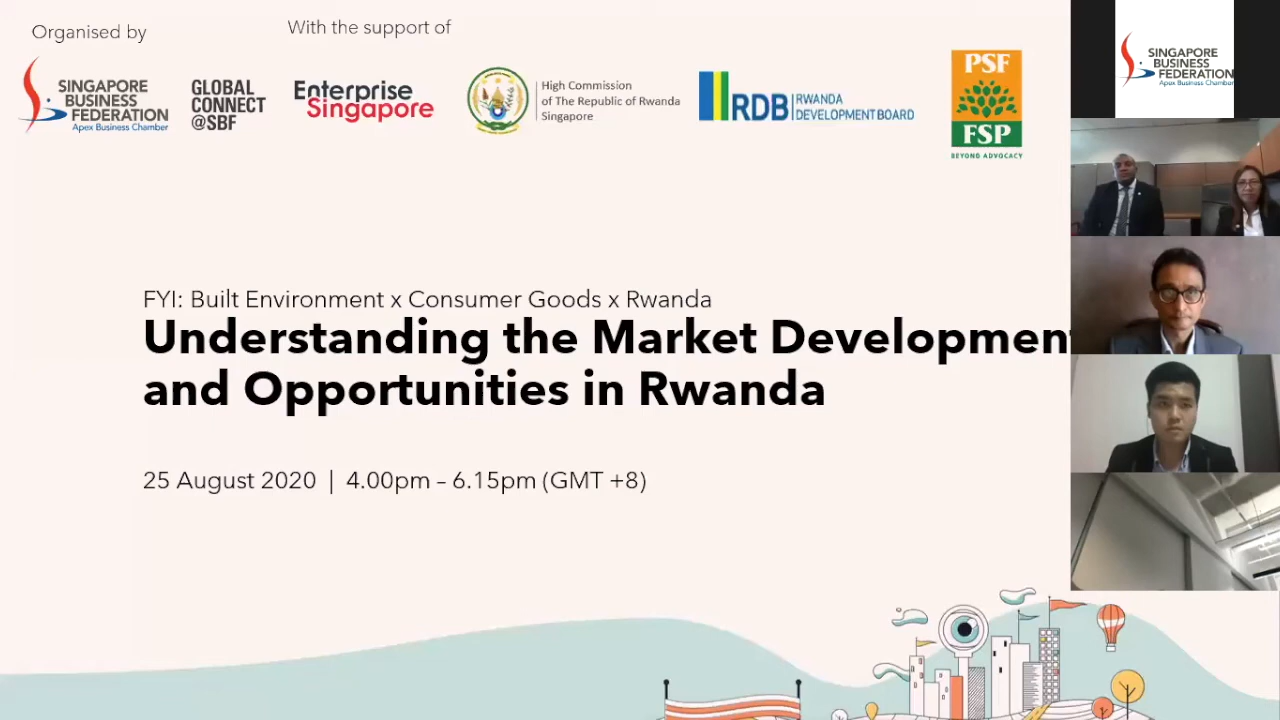 Organised by
With the support of
SINGAPORE
BUSINESS
FEDERATION
Apex Business Chamber
GLOBAL
CONNECT
@SBF
Enterprise
Singapore
High Commission
of The Republic of Rwanda
Singapore
RDB
RWANDA
DEVELOPMENT BOARD
PSF
FSP
BEYOND ADVOCACY
SINGAPORE
BUSINESS
FEDERATION
Apex Business Chamber
FYI: Built Environment x Consumer Goods x Rwanda
Understanding the Market Development
and Opportunities in Rwanda
25 August 2020 | 4.00pm – 6.15pm (GMT +8)